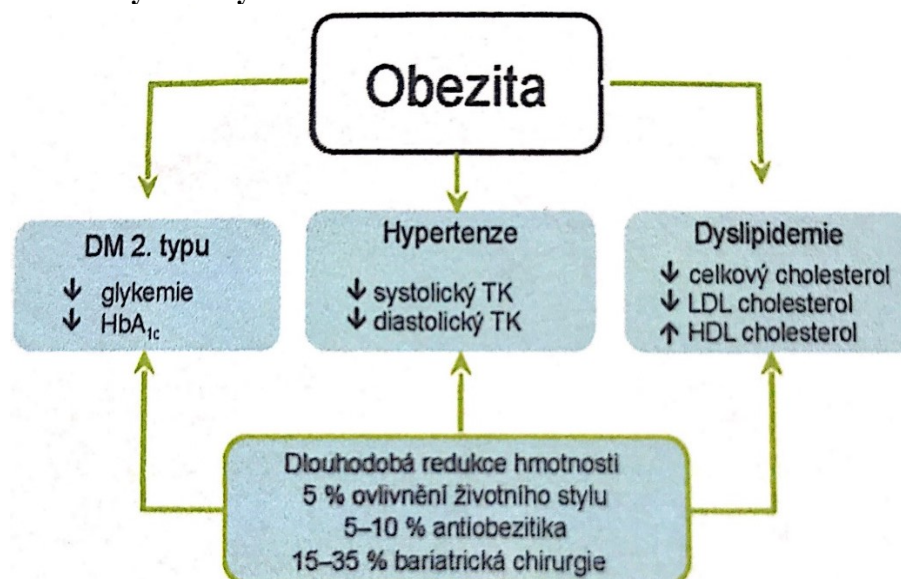 Obezita
DM 2. typu
↓ glykemie
↓ HbA1c
Hypertenze
↓ systolický TK
↓ diastolický TK
Dyslipidemie
↓ celkový cholesterol
↓ LDL cholesterol
↑ HDL cholesterol
Dlouhodobá redukce hmotnosti
5 % ovlivnění životního stylu
5–10 % antiobezitika
15–35 % bariatrická chirurgie